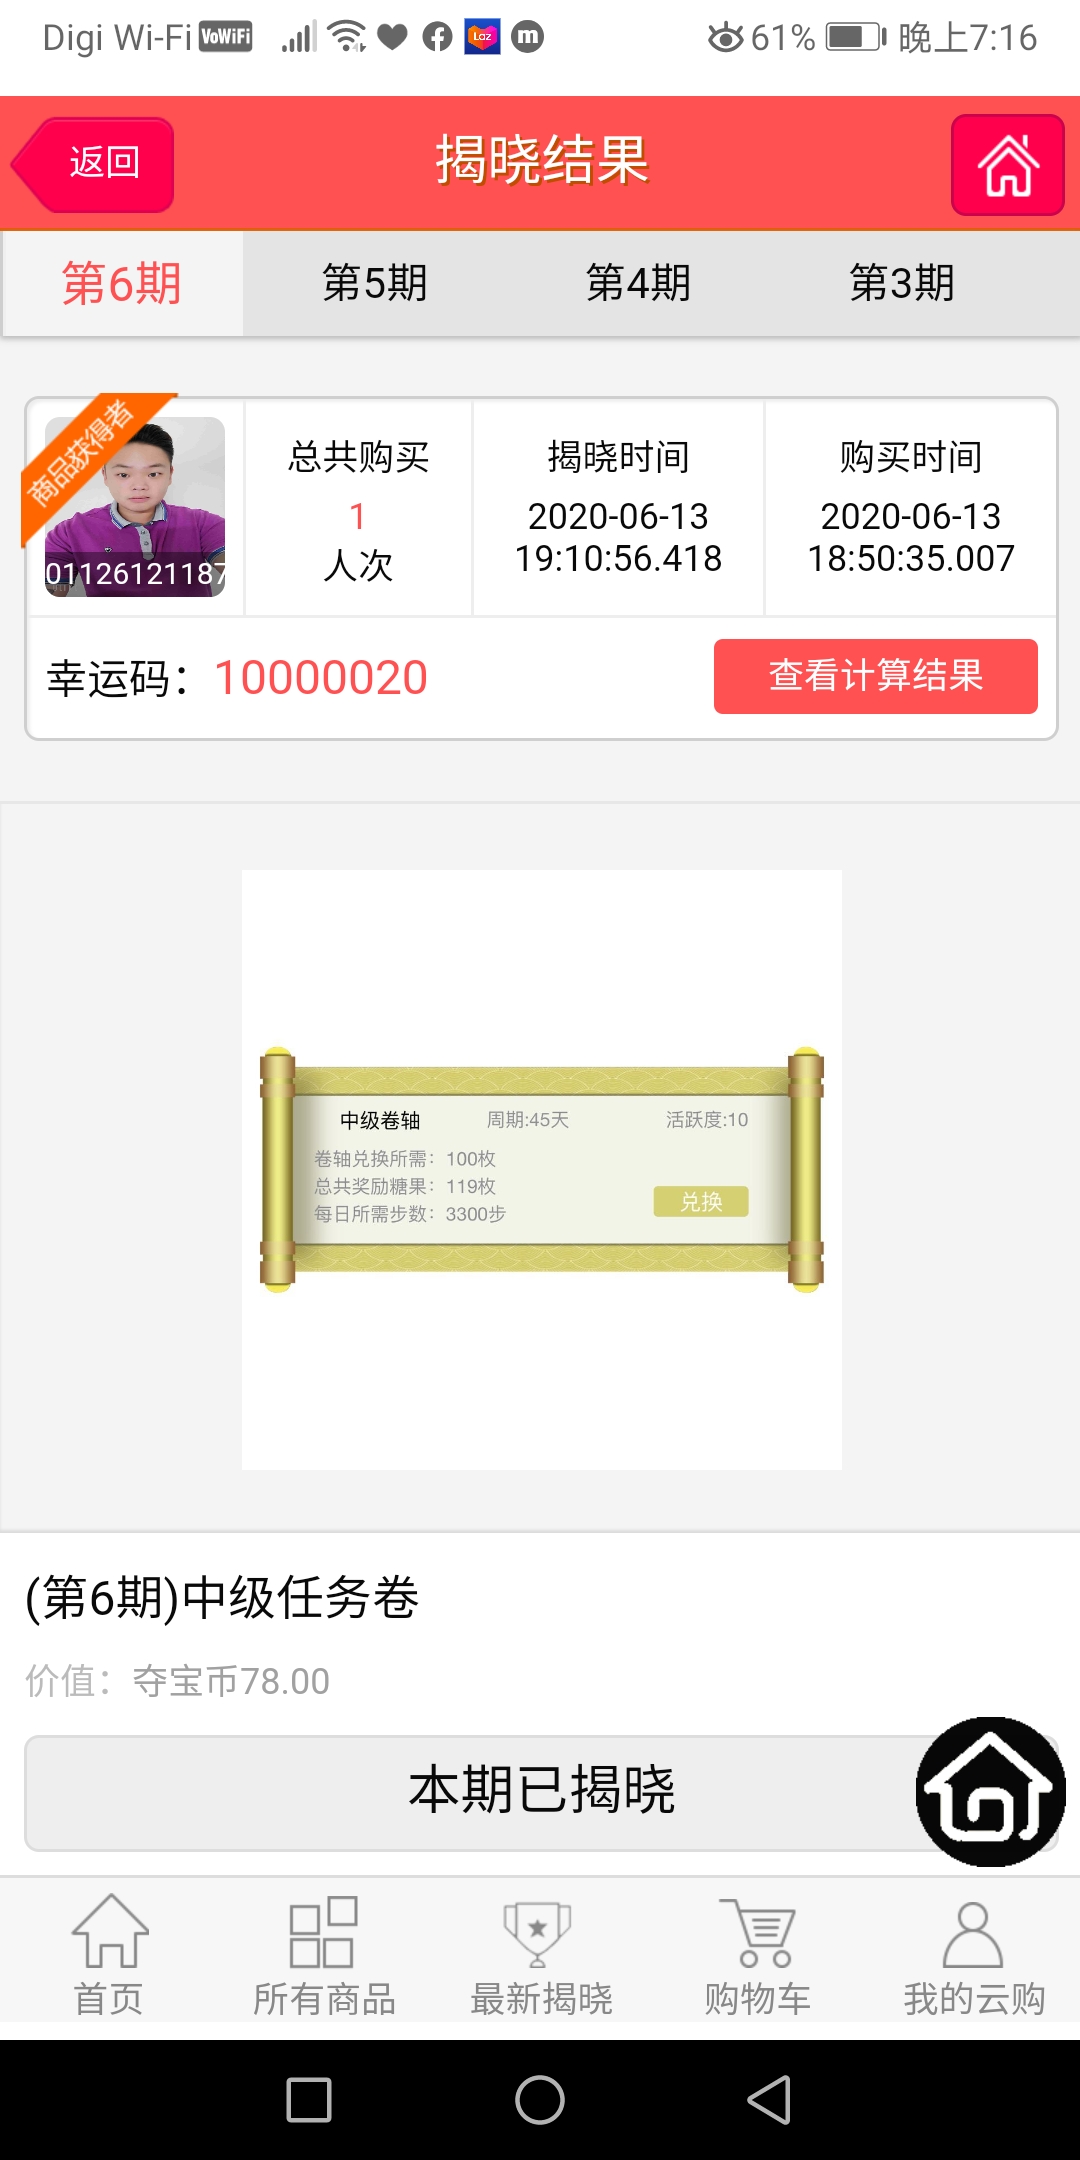 Digi Wi-Fi VoWiFi Laz m 61% 晚上7:16
返回
揭晓结果
第6期 第5期 第4期 第3期
商品获得者
01126121187
总共购买
1
人次
揭晓时间
2020-06-13
19:10:56.418
购买时间
2020-06-13
18:50:35.007
幸运码：10000020
查看计算结果
中级卷轴 周期:45天 活跃度:10
卷轴兑换所需：100枚
总共奖励糖果：119枚
每日所需步数：3300步
兑换
(第6期)中级任务卷
价值：夺宝币78.00
本期已揭晓
首页 所有商品 最新揭晓 购物车 我的云购